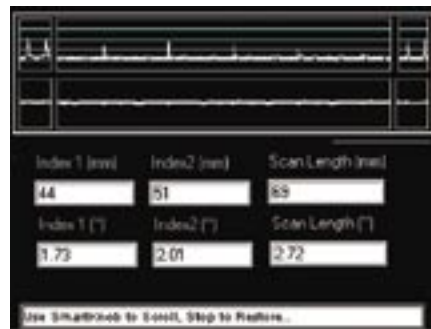 Index 1 (mm) Index2 (mm) Scan Length (mm)
44 51 69
Index 1 (") Index2 (") Scan Length (")
1.73 2.01 2.72
Use SmartKnob to Scroll, Stop to Restore...